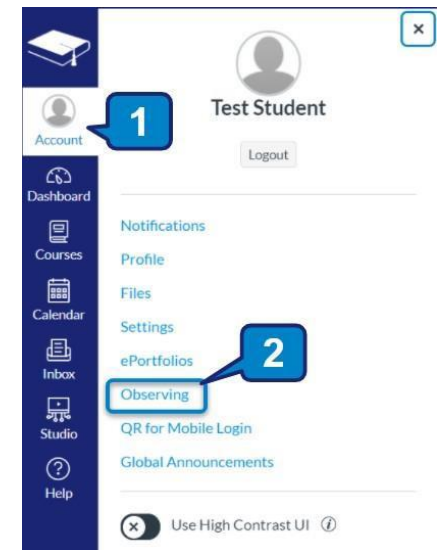 ×
Test Student
Logout
1
Account
Dashboard
Courses
Calendar
Inbox
Studio
Help
Notifications
Profile
Files
Settings
ePortfolios
2
Observing
QR for Mobile Login
Global Announcements
Use High Contrast UI